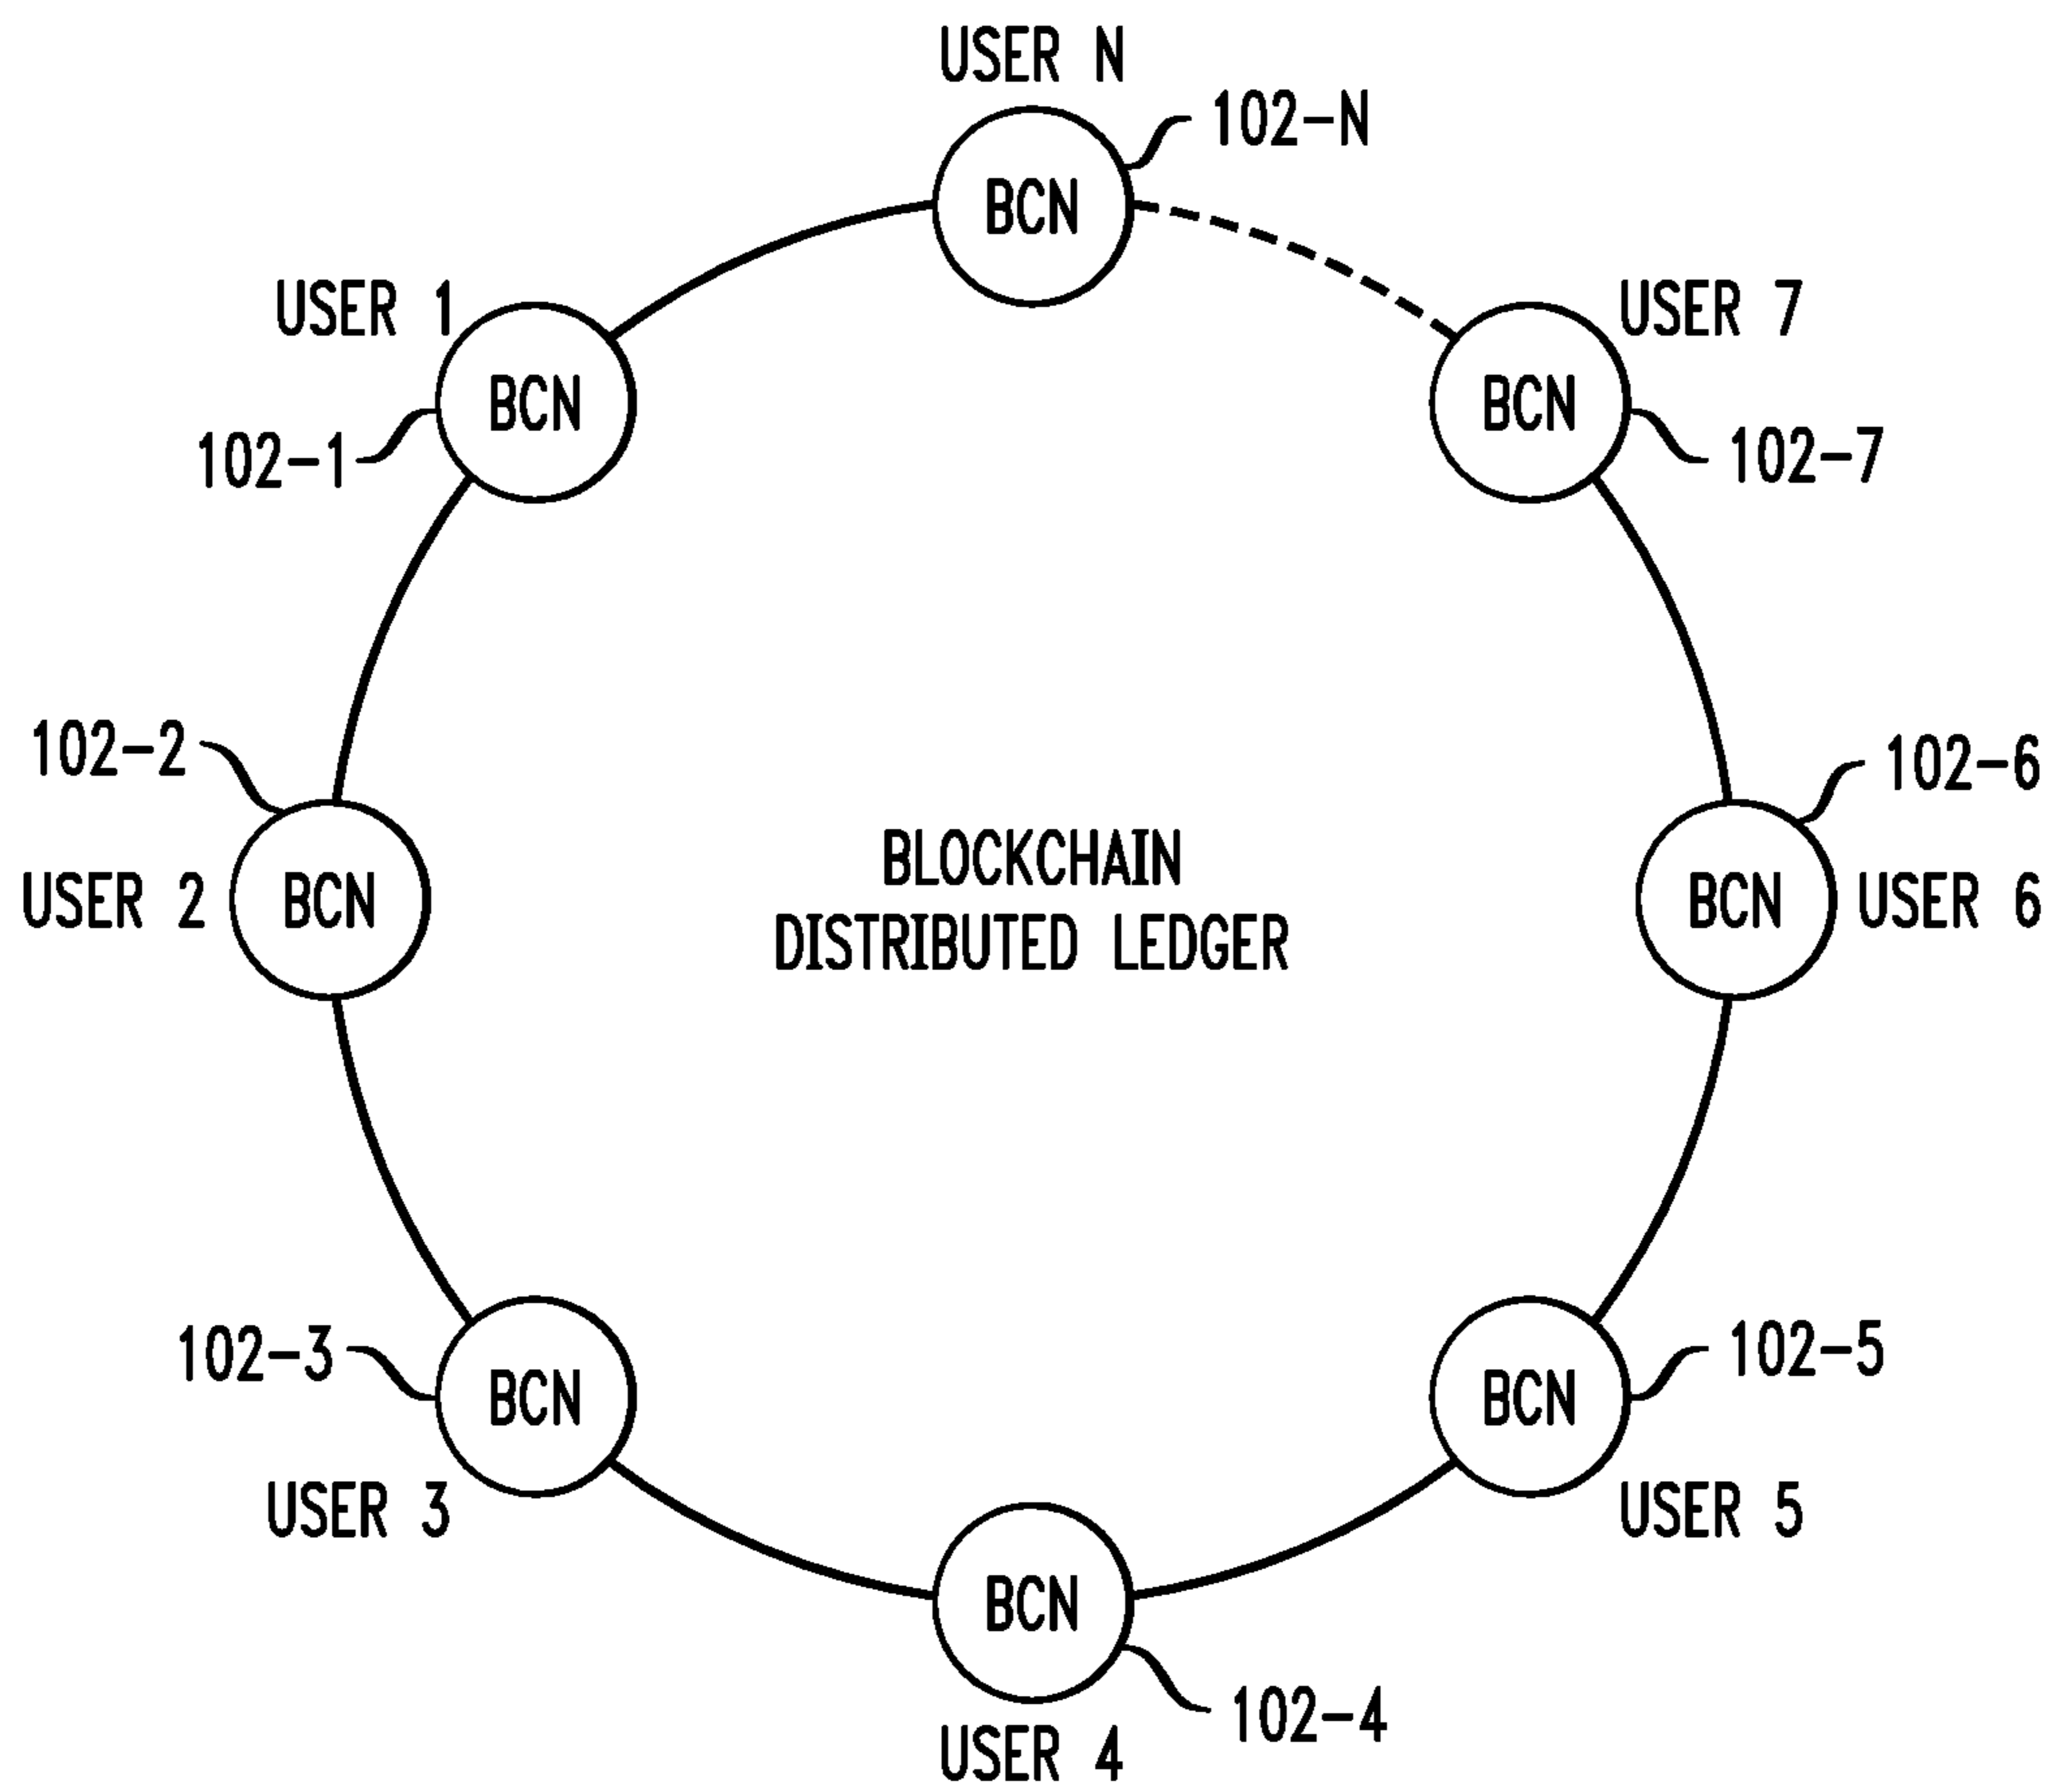 USER N
102-N
BCN
USER 1
BCN
102-1
USER 7
BCN
102-7
102-2
USER 2
BCN
BLOCKCHAIN
DISTRIBUTED LEDGER
102-6
BCN
USER 6
102-3
BCN
USER 3
102-5
BCN
USER 5
BCN
102-4
USER 4